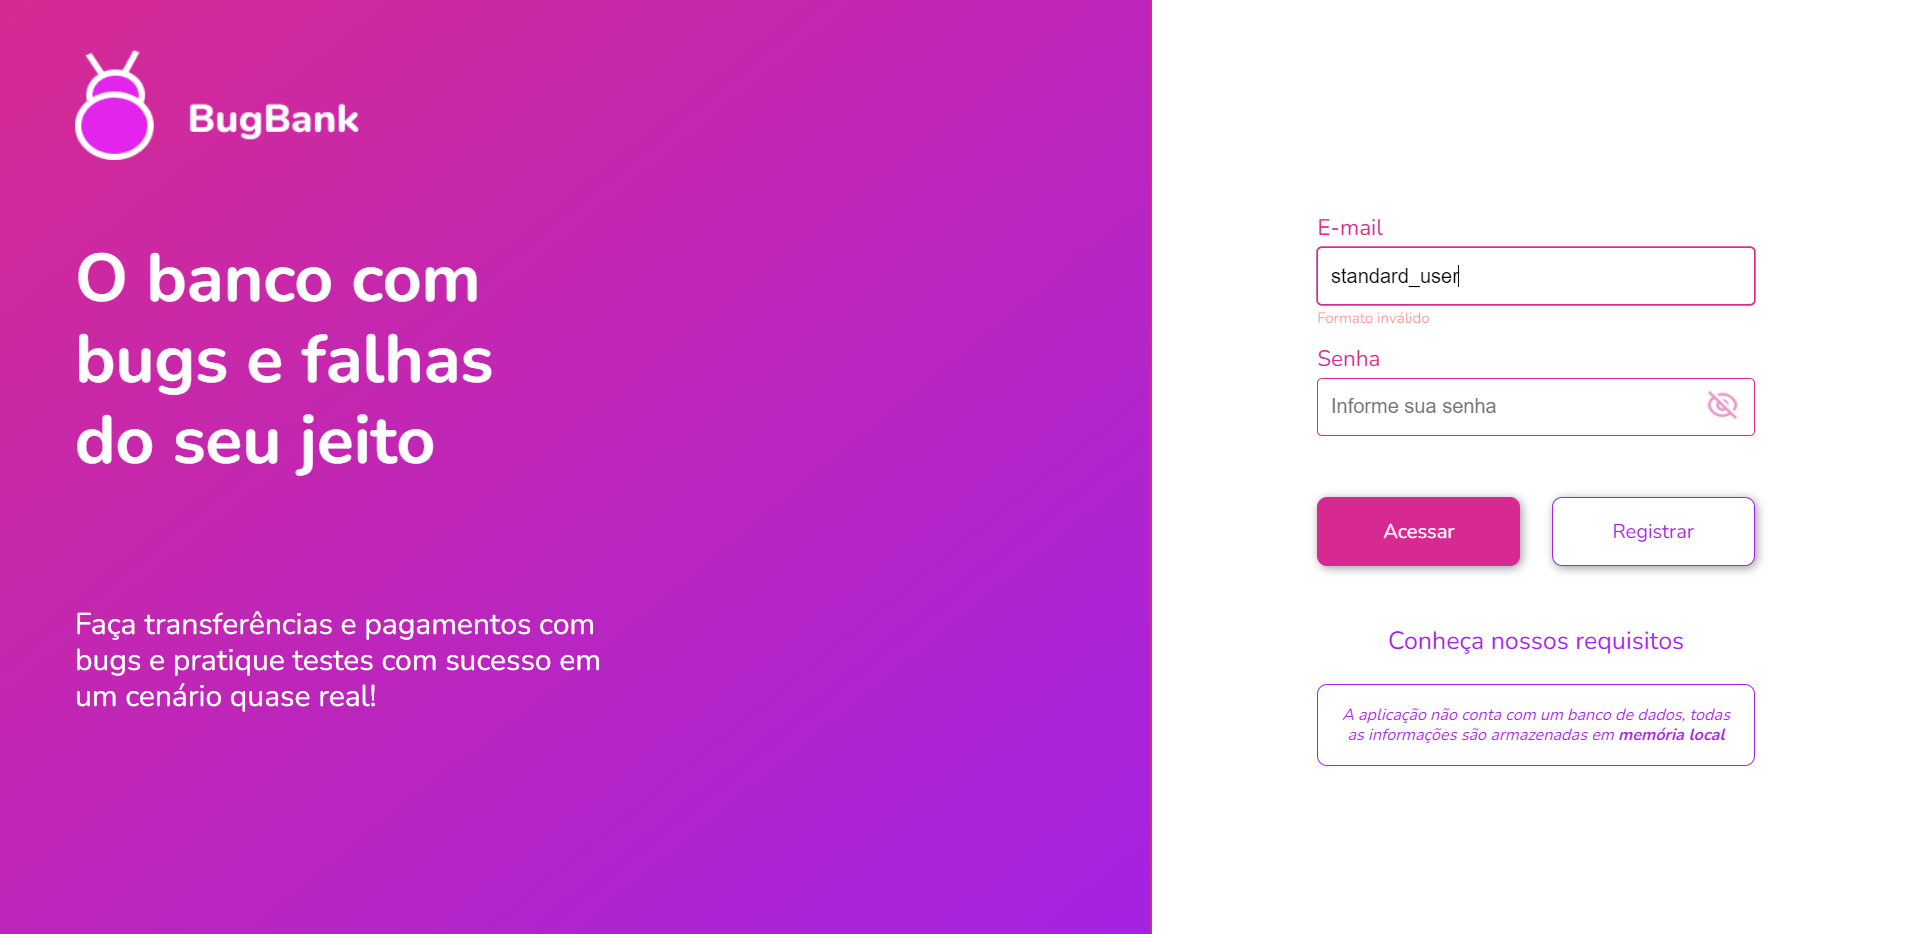 BugBank
O banco com
bugs e falhas
do seu jeito
Faça transferências e pagamentos com
bugs e pratique testes com sucesso em
um cenário quase real!
E-mail
standard_user
Formato inválido
Senha
Informe sua senha
Acessar
Registrar
Conheça nossos requisitos
A aplicação não conta com um banco de dados, todas
as informações são armazenadas em memória local